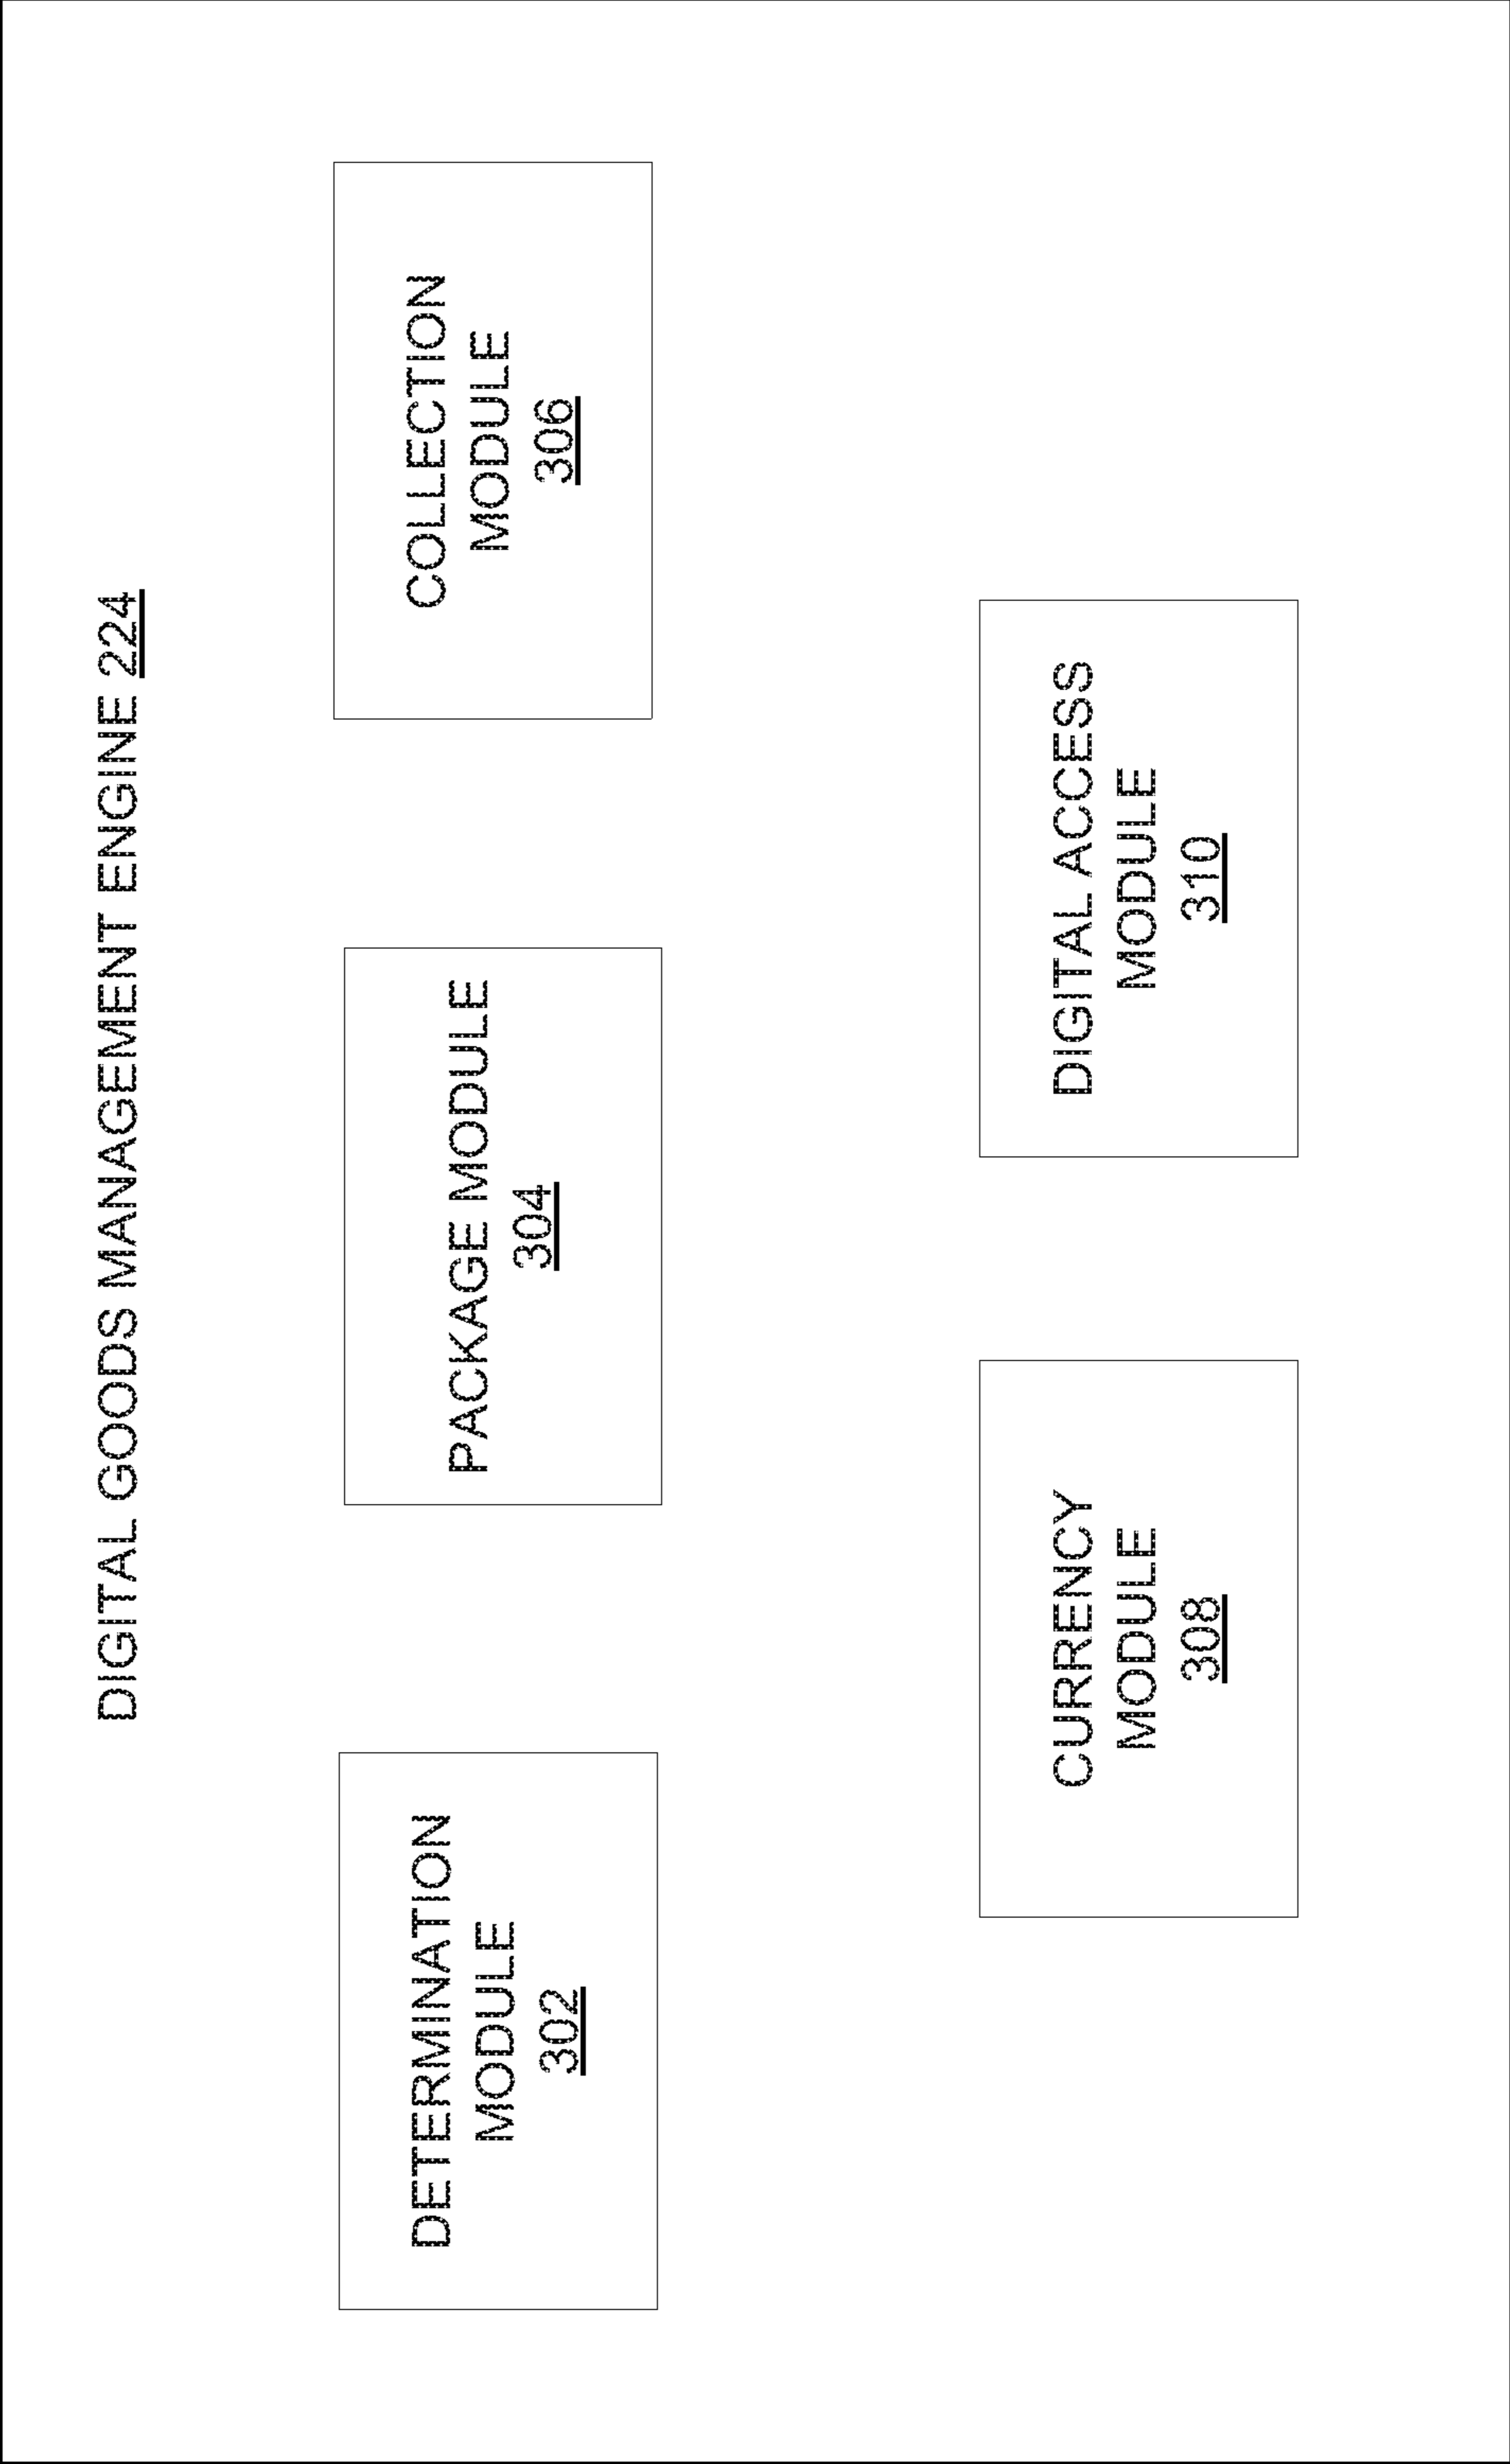 DIGITAL GOODS MANAGEMENT ENGINE 224
DETERMINATION
MODULE
302
PACKAGE MODULE
304
COLLECTION
MODULE
306
CURRENCY
MODULE
308
DIGITAL ACCESS
MODULE
310